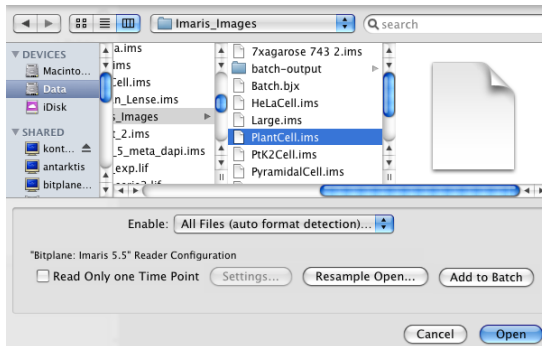 Imaris_Images
search
DEVICES
Macinto...
Data
iDisk
SHARED
kont...
antarktis
bitplane...
a.ims
ims
Cell.ims
n_Lense.ims
s_Images
t_2.ims
_5_meta_dapi.ims
_exp.lif
7xagarose 743 2.ims
batch-output
Batch.bjx
HeLaCell.ims
Large.ims
PlantCell.ims
PtK2Cell.ims
PyramidalCell.ims
Enable: All Files (auto format detection)...
"Bitplane: Imaris 5.5" Reader Configuration
Read Only one Time Point Settings... Resample Open... Add to Batch
Cancel Open